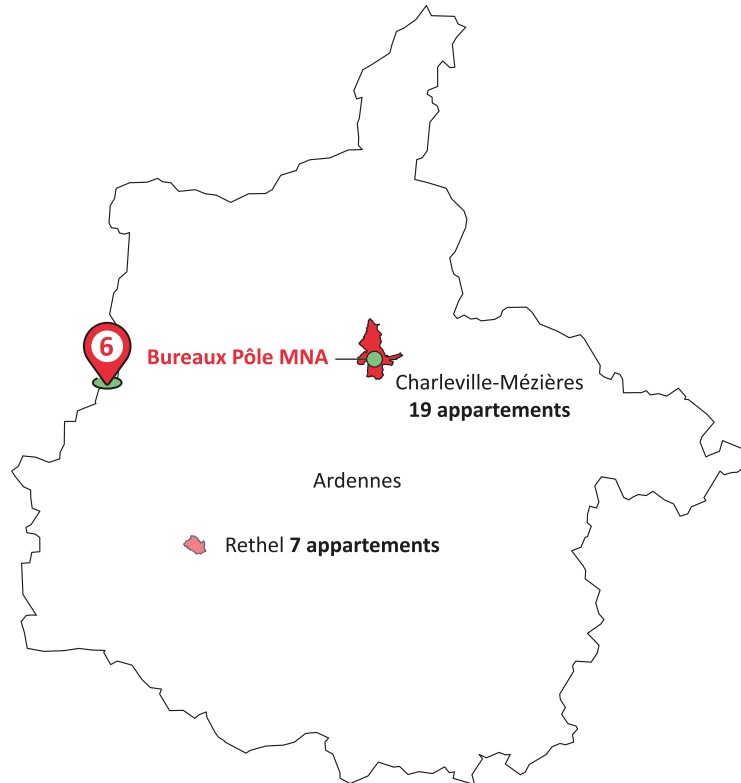 6
Bureaux Pôle MNA
Charleville-Mézières
19 appartements
Ardennes
Rethel 7 appartements